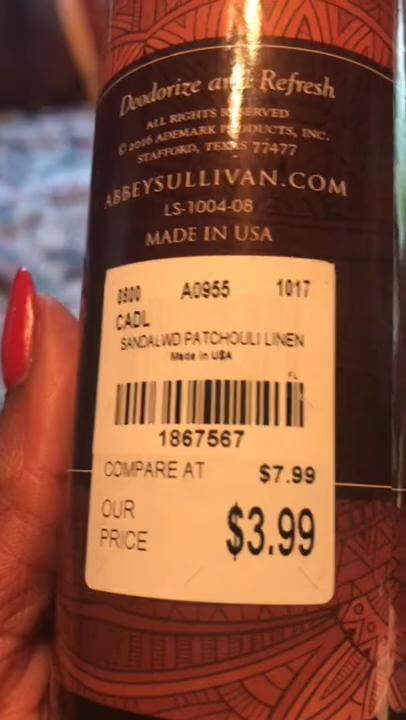 Deodorize and Refresh
ALL RIGHTS RESERVED
© 2016 ADEMARK PRODUCTS, INC.
STAFFORD, TEXAS 77477
ABBEYSULLIVAN.COM
LS-1004-08
MADE IN USA
8600 A0955 1017
CADL
SANDALWD PATCHOULI LINEN
Made in USA
FL
1867567
COMPARE AT $7.99
OUR
PRICE $3.99